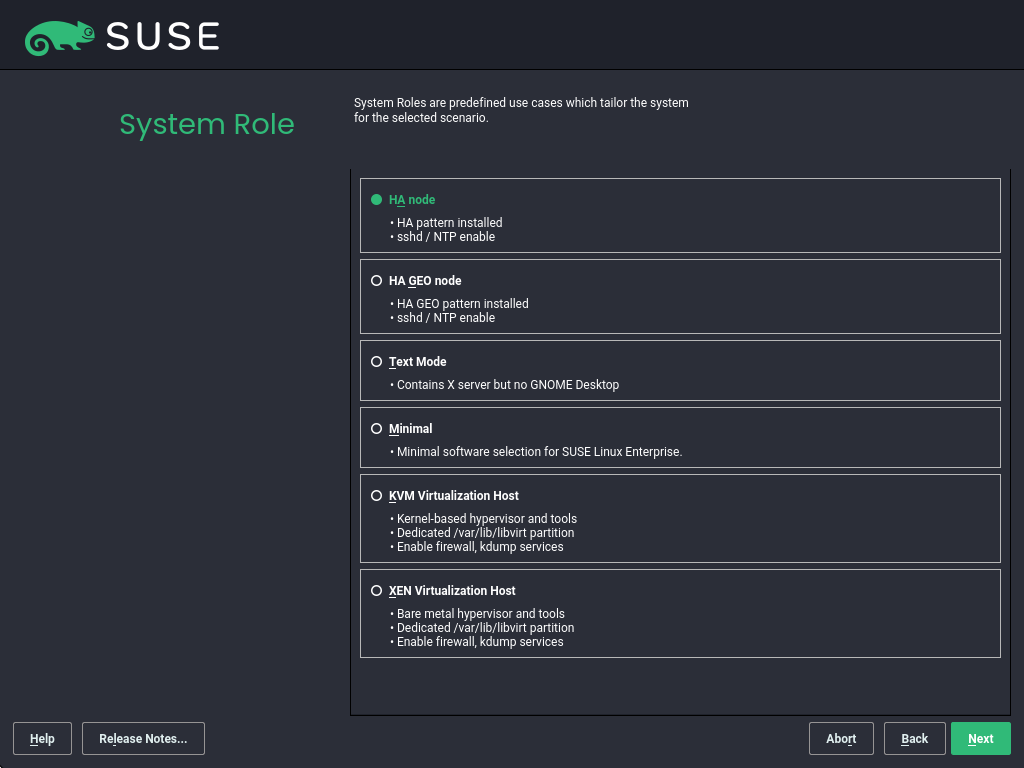 SUSE
System Role
System Roles are predefined use cases which tailor the system
for the selected scenario.
HA node
• HA pattern installed
• sshd / NTP enable
HA GEO node
• HA GEO pattern installed
• sshd / NTP enable
Text Mode
• Contains X server but no GNOME Desktop
Minimal
• Minimal software selection for SUSE Linux Enterprise.
KVM Virtualization Host
• Kernel-based hypervisor and tools
• Dedicated /var/lib/libvirt partition
• Enable firewall, kdump services
XEN Virtualization Host
• Bare metal hypervisor and tools
• Dedicated /var/lib/libvirt partition
• Enable firewall, kdump services
Help
Release Notes...
Abort
Back
Next